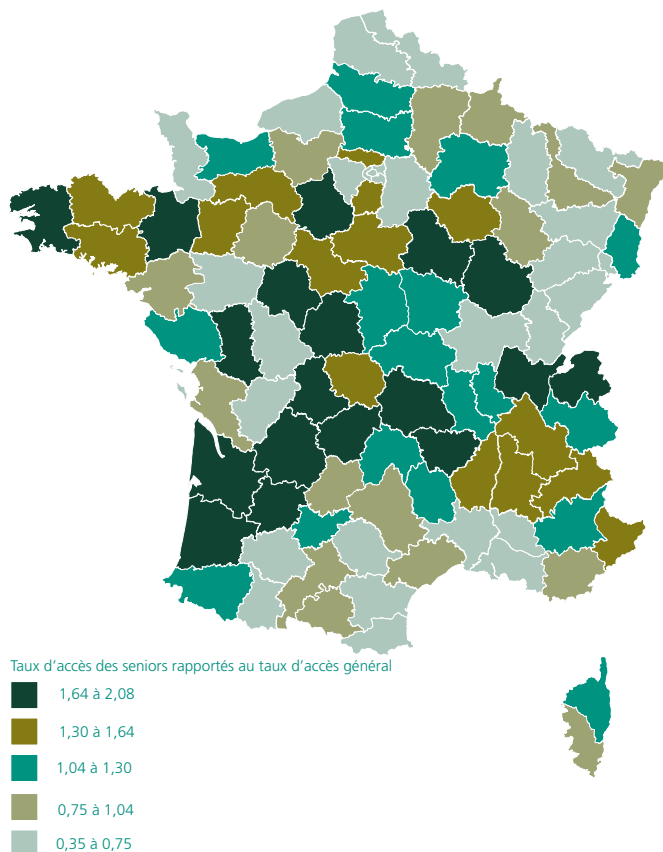 Taux d'accès des seniors rapportés au taux d'accès général
1,64 à 2,08
1,30 à 1,64
1,04 à 1,30
0,75 à 1,04
0,35 à 0,75